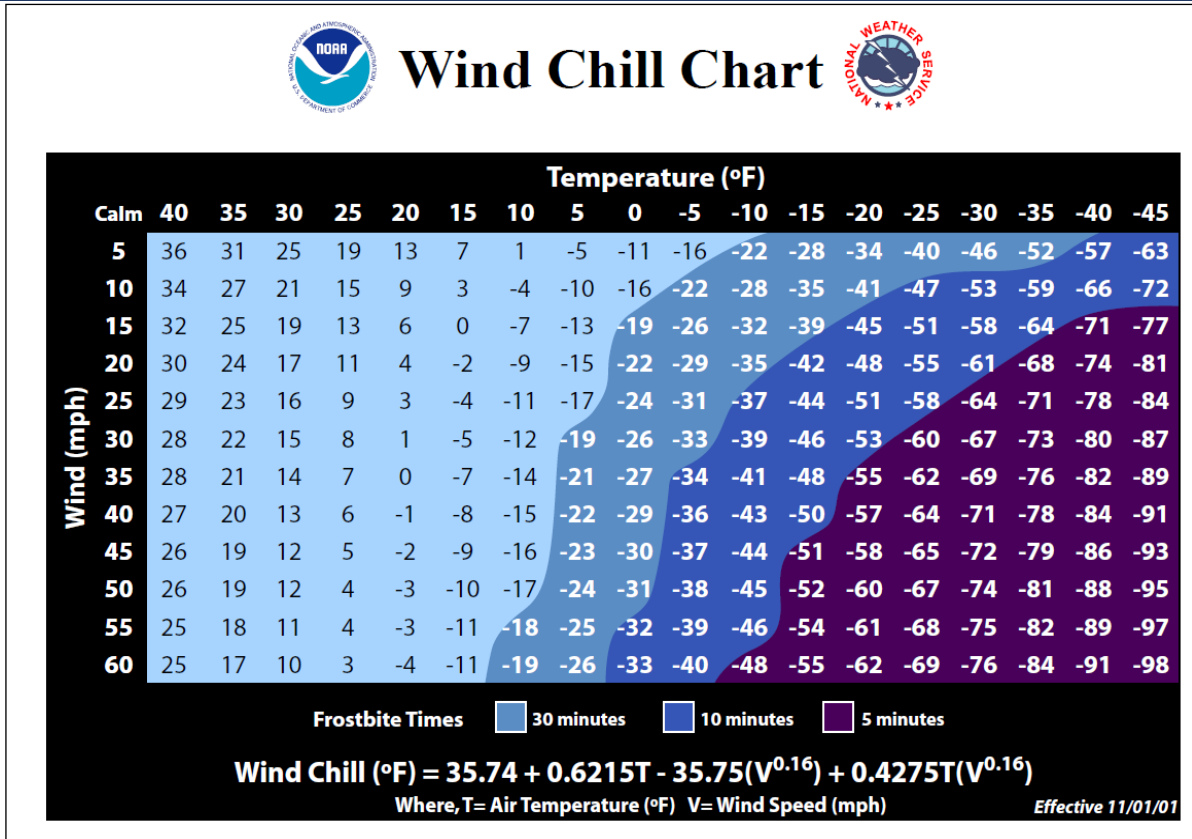 NATIONAL OCEANIC AND ATMOSPHERIC ADMINISTRATION
NOAA
U.S. DEPARTMENT OF COMMERCE
Wind Chill Chart
NATIONAL WEATHER SERVICE
Temperature (ºF)
Calm 40 35 30 25 20 15 10 5 0 -5 -10 -15 -20 -25 -30 -35 -40 -45
Wind (mph)
5 36 31 25 19 13 7 1 -5 -11 -16 -22 -28 -34 -40 -46 -52 -57 -63
10 34 27 21 15 9 3 -4 -10 -16 -22 -28 -35 -41 -47 -53 -59 -66 -72
15 32 25 19 13 6 0 -7 -13 -19 -26 -32 -39 -45 -51 -58 -64 -71 -77
20 30 24 17 11 4 -2 -9 -15 -22 -29 -35 -42 -48 -55 -61 -68 -74 -81
25 29 23 16 9 3 -4 -11 -17 -24 -31 -37 -44 -51 -58 -64 -71 -78 -84
30 28 22 15 8 1 -5 -12 -19 -26 -33 -39 -46 -53 -60 -67 -73 -80 -87
35 28 21 14 7 0 -7 -14 -21 -27 -34 -41 -48 -55 -62 -69 -76 -82 -89
40 27 20 13 6 -1 -8 -15 -22 -29 -36 -43 -50 -57 -64 -71 -78 -84 -91
45 26 19 12 5 -2 -9 -16 -23 -30 -37 -44 -51 -58 -65 -72 -79 -86 -93
50 26 19 12 4 -3 -10 -17 -24 -31 -38 -45 -52 -60 -67 -74 -81 -88 -95
55 25 18 11 4 -3 -11 -18 -25 -32 -39 -46 -54 -61 -68 -75 -82 -89 -97
60 25 17 10 3 -4 -11 -19 -26 -33 -40 -48 -55 -62 -69 -76 -84 -91 -98
Frostbite Times 30 minutes 10 minutes 5 minutes
Wind Chill (ºF) = 35.74 + 0.6215T - 35.75(V^0.16) + 0.4275T(V^0.16)
Where, T= Air Temperature (ºF) V= Wind Speed (mph) Effective 11/01/01